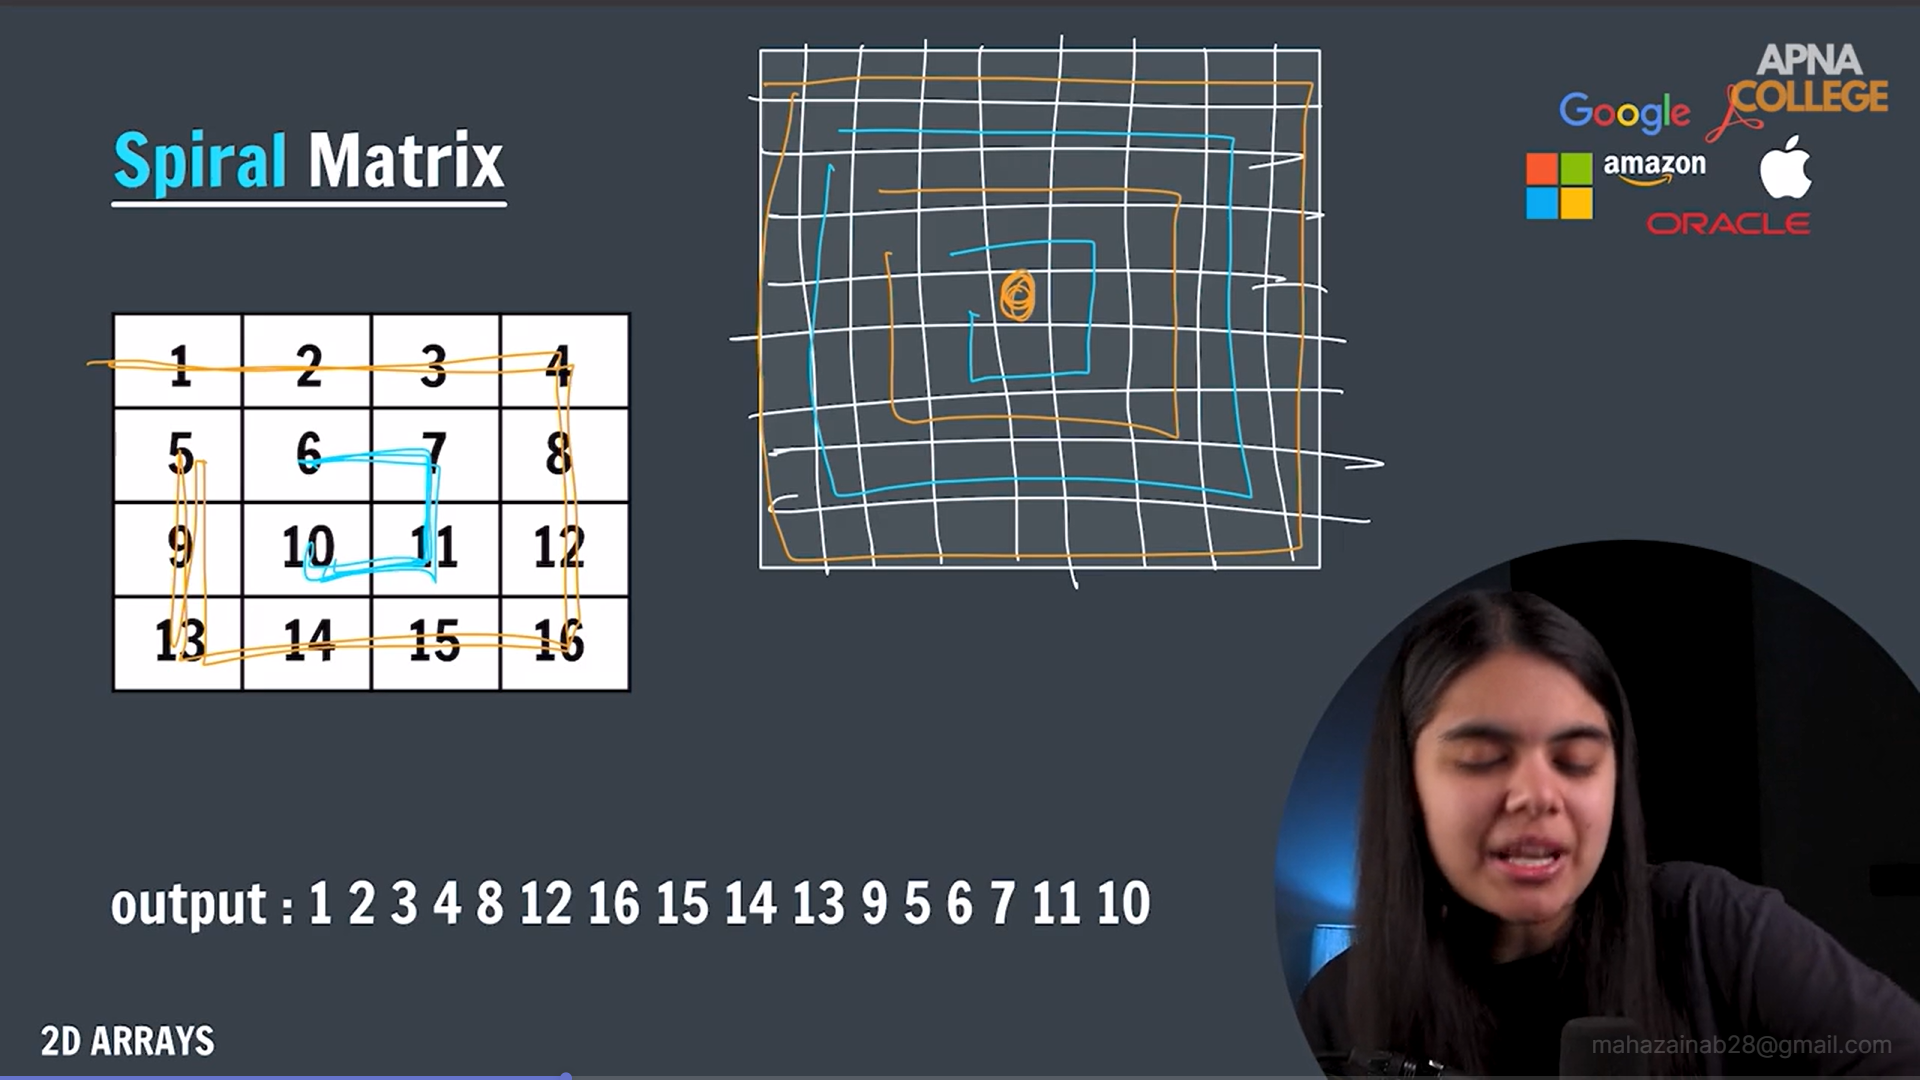 APNA
COLLEGE
Google
amazon
ORACLE
Spiral Matrix
1 2 3 4
5 6 7 8
9 10 11 12
13 14 15 16
output : 1 2 3 4 8 12 16 15 14 13 9 5 6 7 11 10
2D ARRAYS
mahazainab28@gmail.com